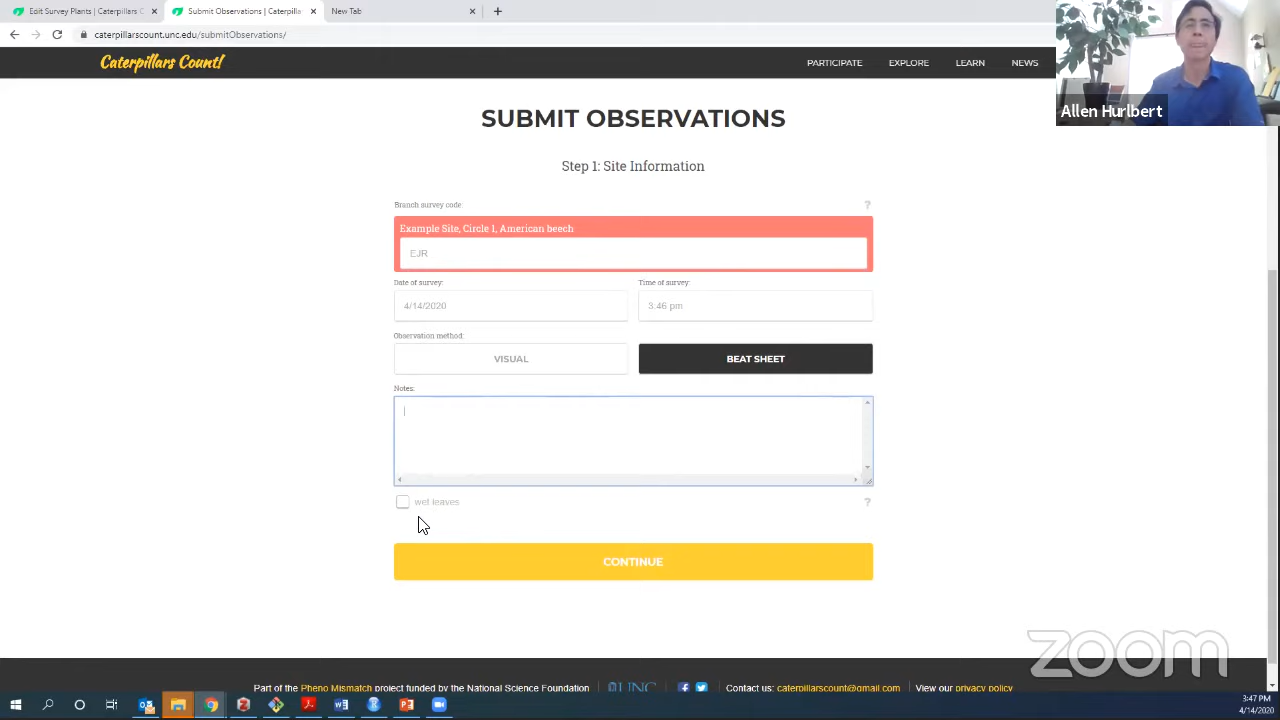 Edit Survey Plants | Caterpillars C
Submit Observations | Caterpilla
New Tab
caterpillarscount.unc.edu/submitObservations/
Caterpillars Count!
PARTICIPATE
EXPLORE
LEARN
NEWS
Allen Hurlbert
SUBMIT OBSERVATIONS
Step 1: Site Information
Branch survey code:
?
Example Site, Circle 1, American beech
EJR
Date of survey:
Time of survey:
4/14/2020
3:46 pm
Observation method:
VISUAL
BEAT SHEET
Notes:
wet leaves
?
CONTINUE
zoom
Part of the Pheno Mismatch project funded by the National Science Foundation
UNC
Contact us: caterpillarscount@gmail.com
View our privacy policy
3:47 PM
4/14/2020